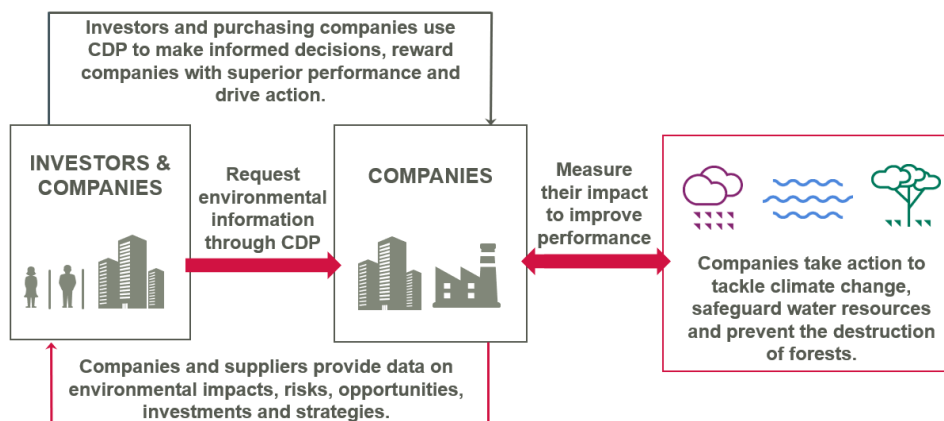 Investors and purchasing companies use
CDP to make informed decisions, reward
companies with superior performance and
drive action.
INVESTORS &
COMPANIES
Request
environmental
information
through CDP
COMPANIES
Measure
their impact
to improve
performance
Companies take action to
tackle climate change,
safeguard water resources
and prevent the destruction
of forests.
Companies and suppliers provide data on
environmental impacts, risks, opportunities,
investments and strategies.